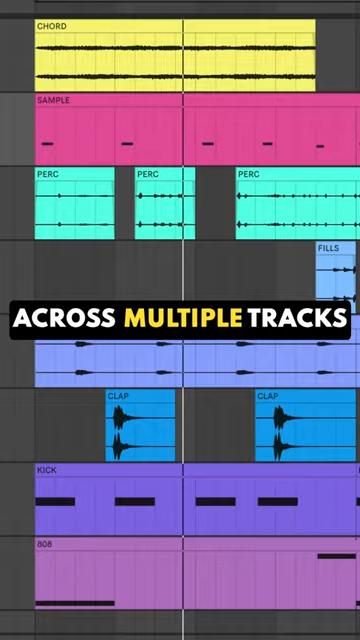 CHORD
SAMPLE
PERC PERC PERC
FILLS
ACROSS MULTIPLE TRACKS
CLAP CLAP
KICK
808